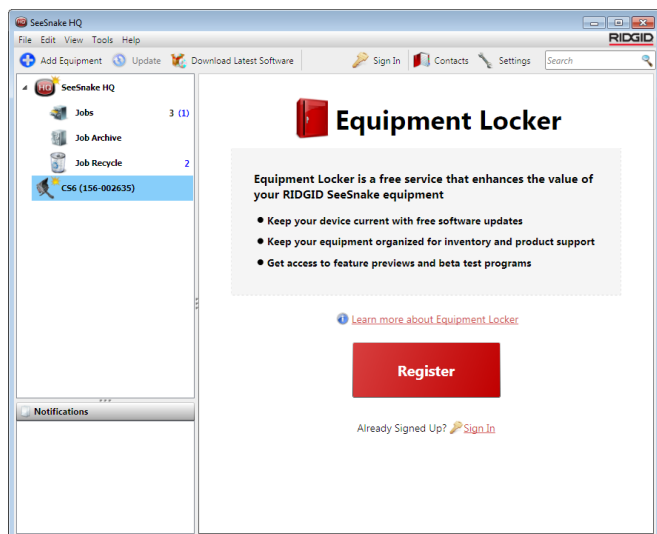 SeeSnake HQ
File Edit View Tools Help
RIDGID
Add Equipment Update Download Latest Software Sign In Contacts Settings Search
HQ SeeSnake HQ
Jobs 3 (1)
Job Archive
Job Recycle 2
CS6 (156-002635)
Notifications
Equipment Locker
Equipment Locker is a free service that enhances the value of
your RIDGID SeeSnake equipment
● Keep your device current with free software updates
● Keep your equipment organized for inventory and product support
● Get access to feature previews and beta test programs
Learn more about Equipment Locker
Register
Already Signed Up? Sign In